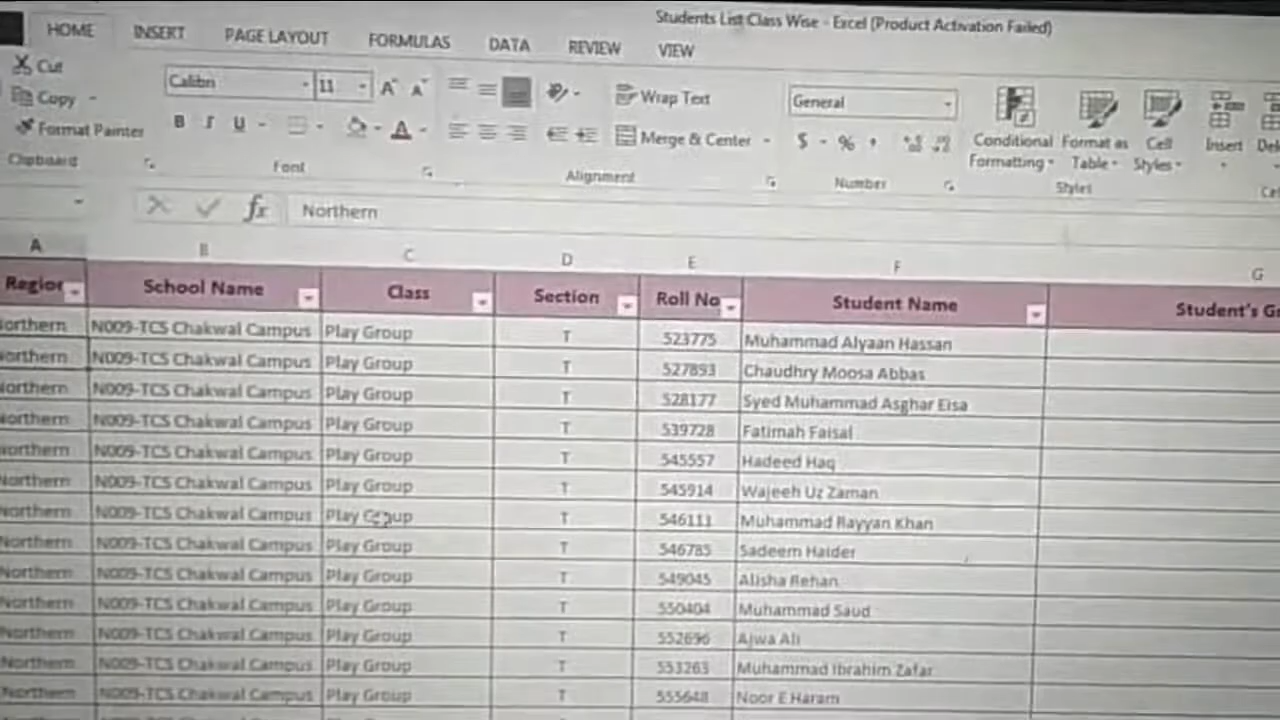 Students List Class Wise - Excel (Product Activation Failed)
HOME INSERT PAGE LAYOUT FORMULAS DATA REVIEW VIEW
Cut
Copy
Format Painter
Clipboard
Calibri 11
B I U
Font
Wrap Text
Merge & Center
Alignment
General
$ % ,
Number
Conditional Formatting
Format as Table
Cell Styles
Styles
Insert
fx Northern
A B C D E F G
Region School Name Class Section Roll No Student Name Student's
Northern N009-TCS Chakwal Campus Play Group T 523775 Muhammad Alyaan Hassan
Northern N009-TCS Chakwal Campus Play Group T 527893 Chaudhry Moosa Abbas
Northern N009-TCS Chakwal Campus Play Group T 528177 Syed Muhammad Asghar Eisa
Northern N009-TCS Chakwal Campus Play Group T 539728 Fatimah Faisal
Northern N009-TCS Chakwal Campus Play Group T 545557 Hadeed Haq
Northern N009-TCS Chakwal Campus Play Group T 545914 Wajeeh Uz Zaman
Northern N009-TCS Chakwal Campus Play Group T 546111 Muhammad Rayyan Khan
Northern N009-TCS Chakwal Campus Play Group T 546785 Sadeem Haider
Northern N009-TCS Chakwal Campus Play Group T 549045 Alisha Rehan
Northern N009-TCS Chakwal Campus Play Group T 550404 Muhammad Saud
Northern N009-TCS Chakwal Campus Play Group T 552696 Ajwa Ali
Northern N009-TCS Chakwal Campus Play Group T 553263 Muhammad Ibrahim Zafar
Northern N009-TCS Chakwal Campus Play Group T 555648 Noor E Haram